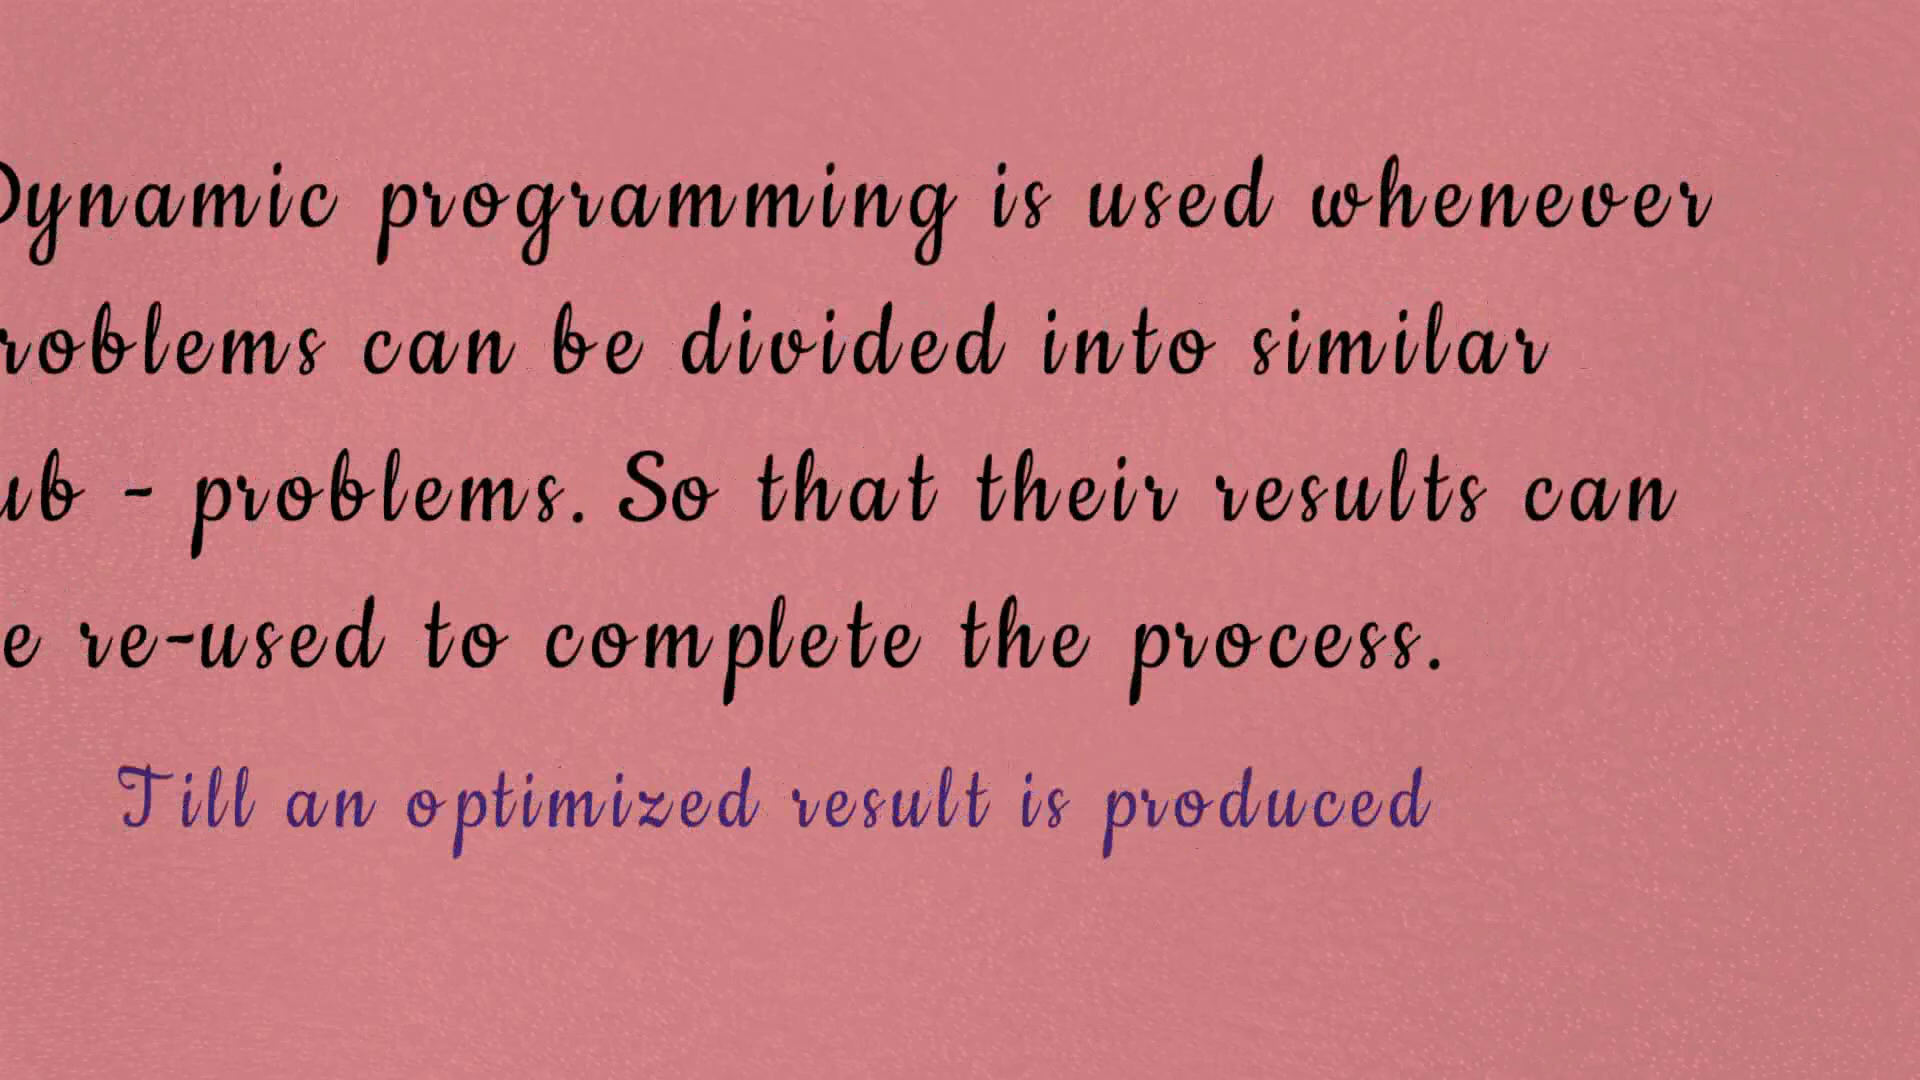 Dynamic programming is used whenever
roblems can be divided into similar
ub - problems. So that their results can
e re-used to complete the process.
Till an optimized result is produced